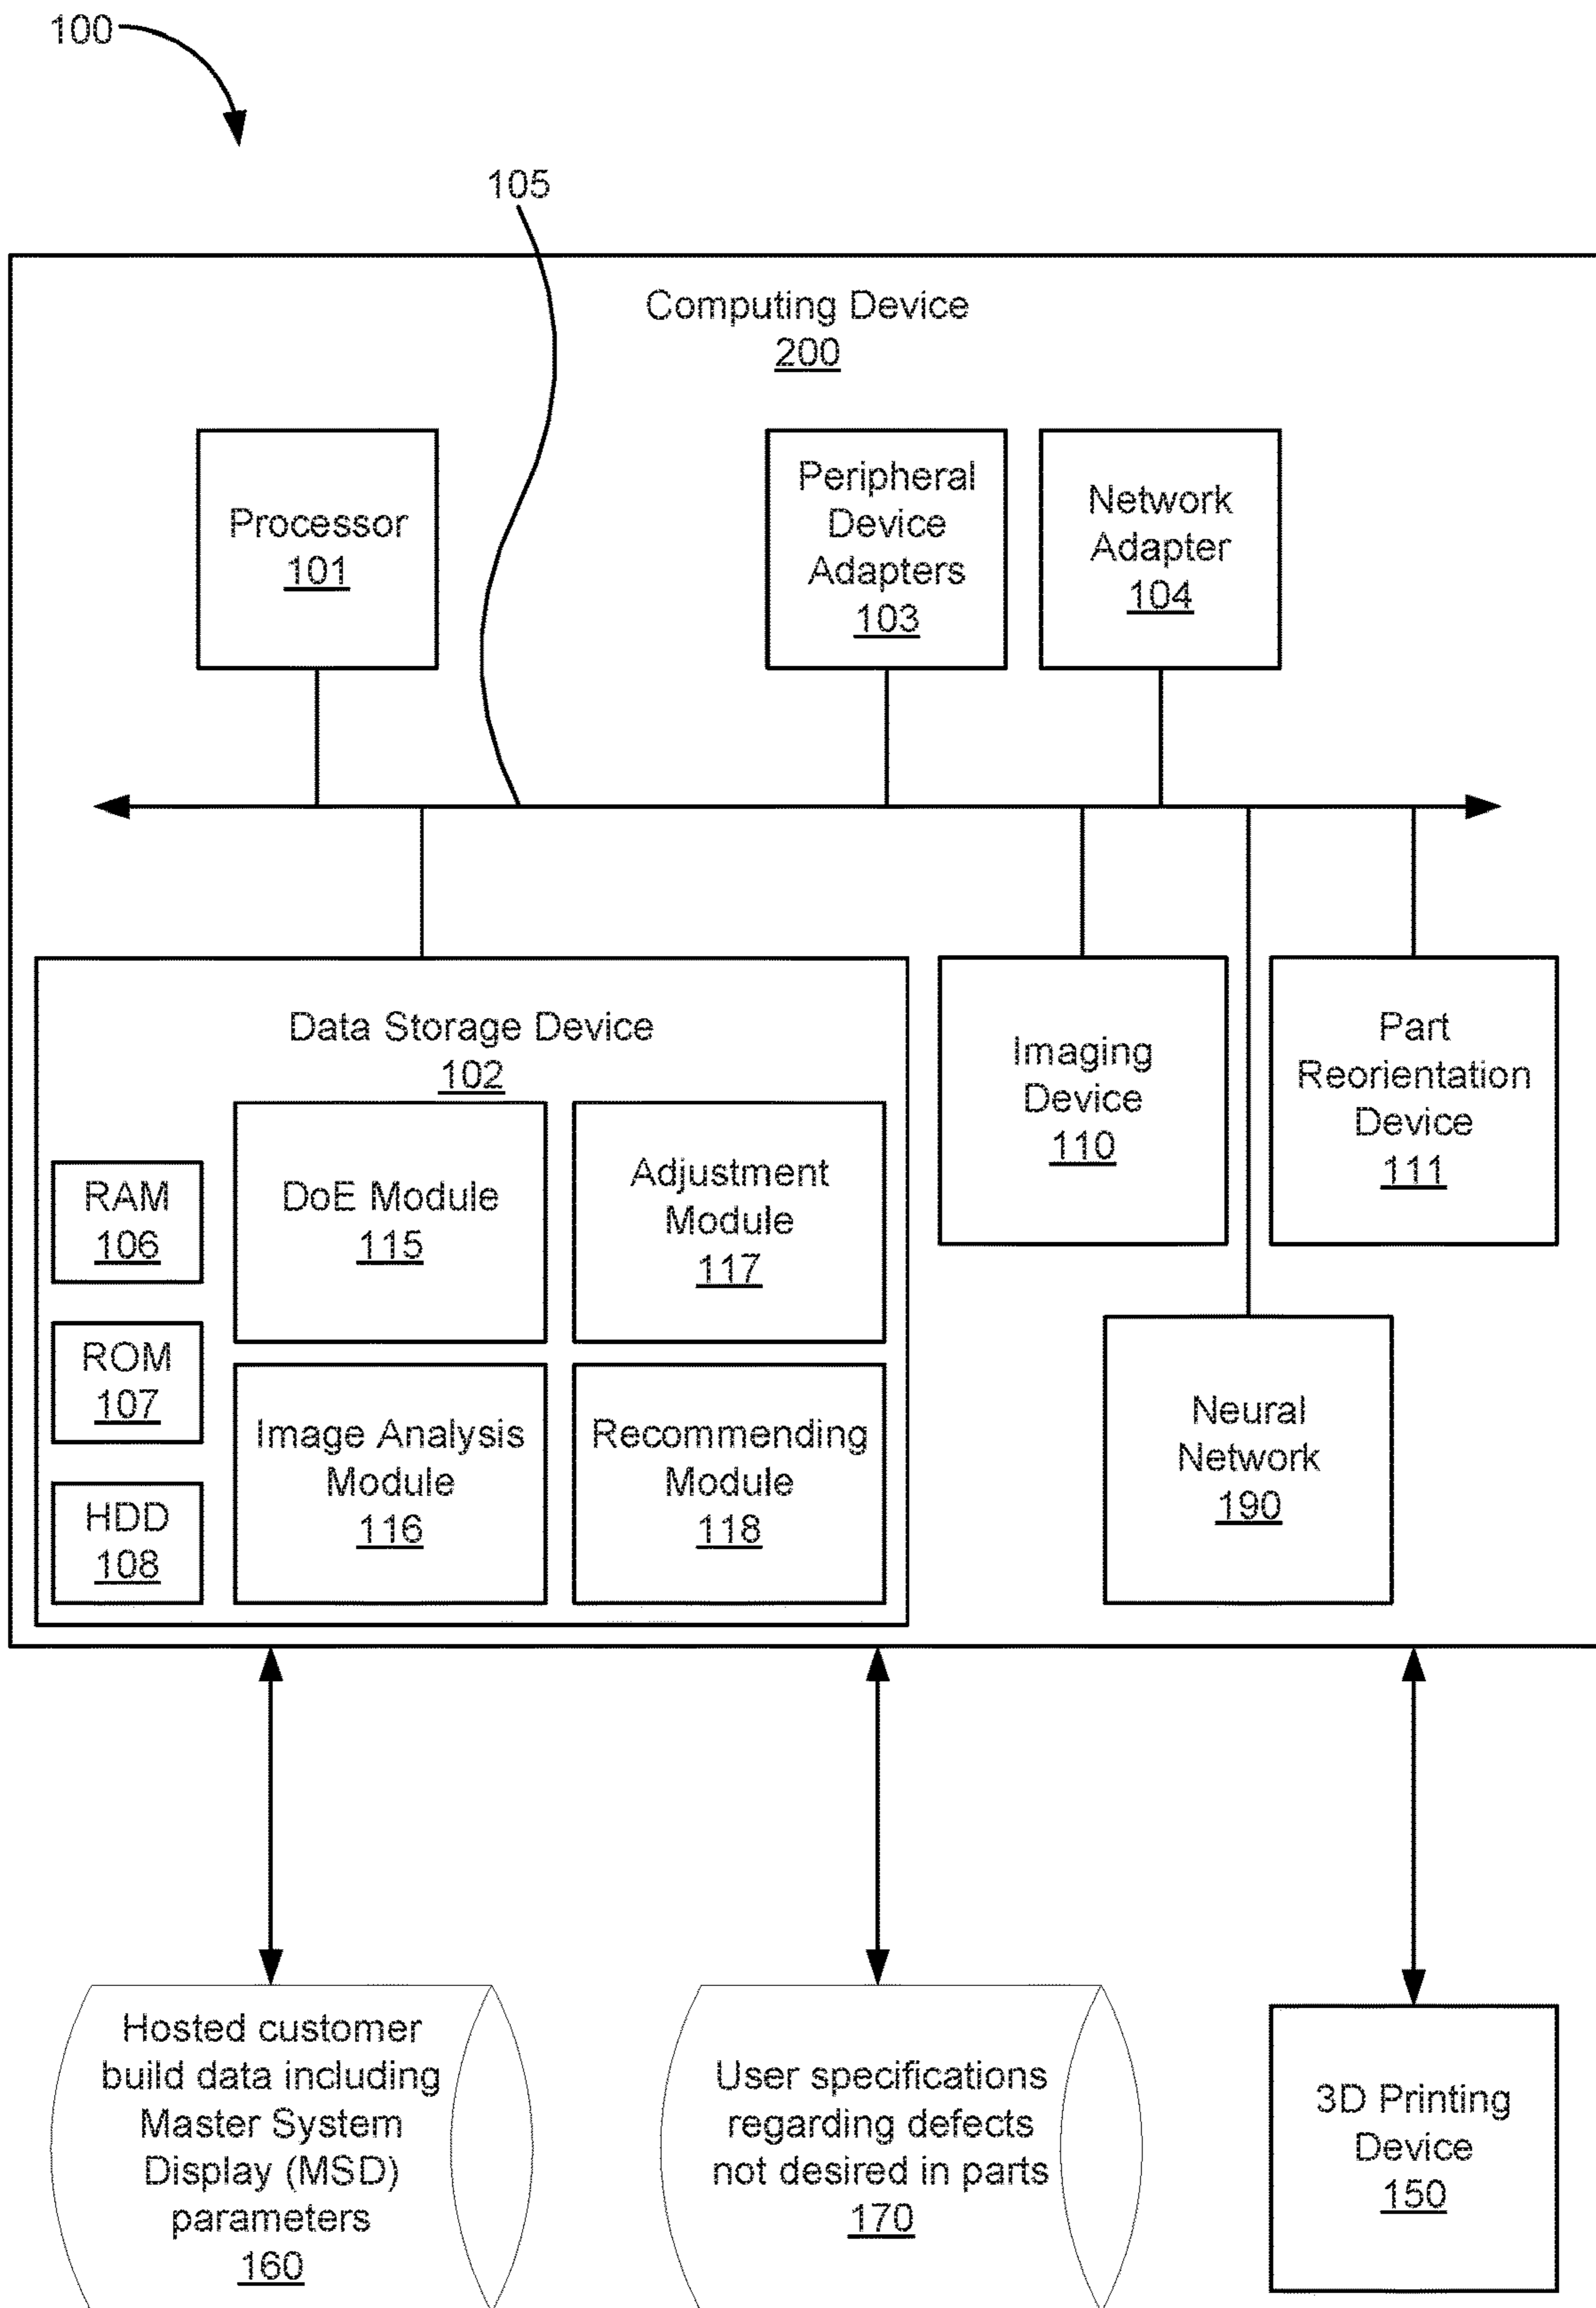 100
105
Computing Device
200
Processor
101
Peripheral
Device
Adapters
103
Network
Adapter
104
Data Storage Device
102
RAM
106
ROM
107
HDD
108
DoE Module
115
Adjustment
Module
117
Image Analysis
Module
116
Recommending
Module
118
Imaging
Device
110
Part
Reorientation
Device
111
Neural
Network
190
Hosted customer
build data including
Master System
Display (MSD)
parameters
160
User specifications
regarding defects
not desired in parts
170
3D Printing
Device
150